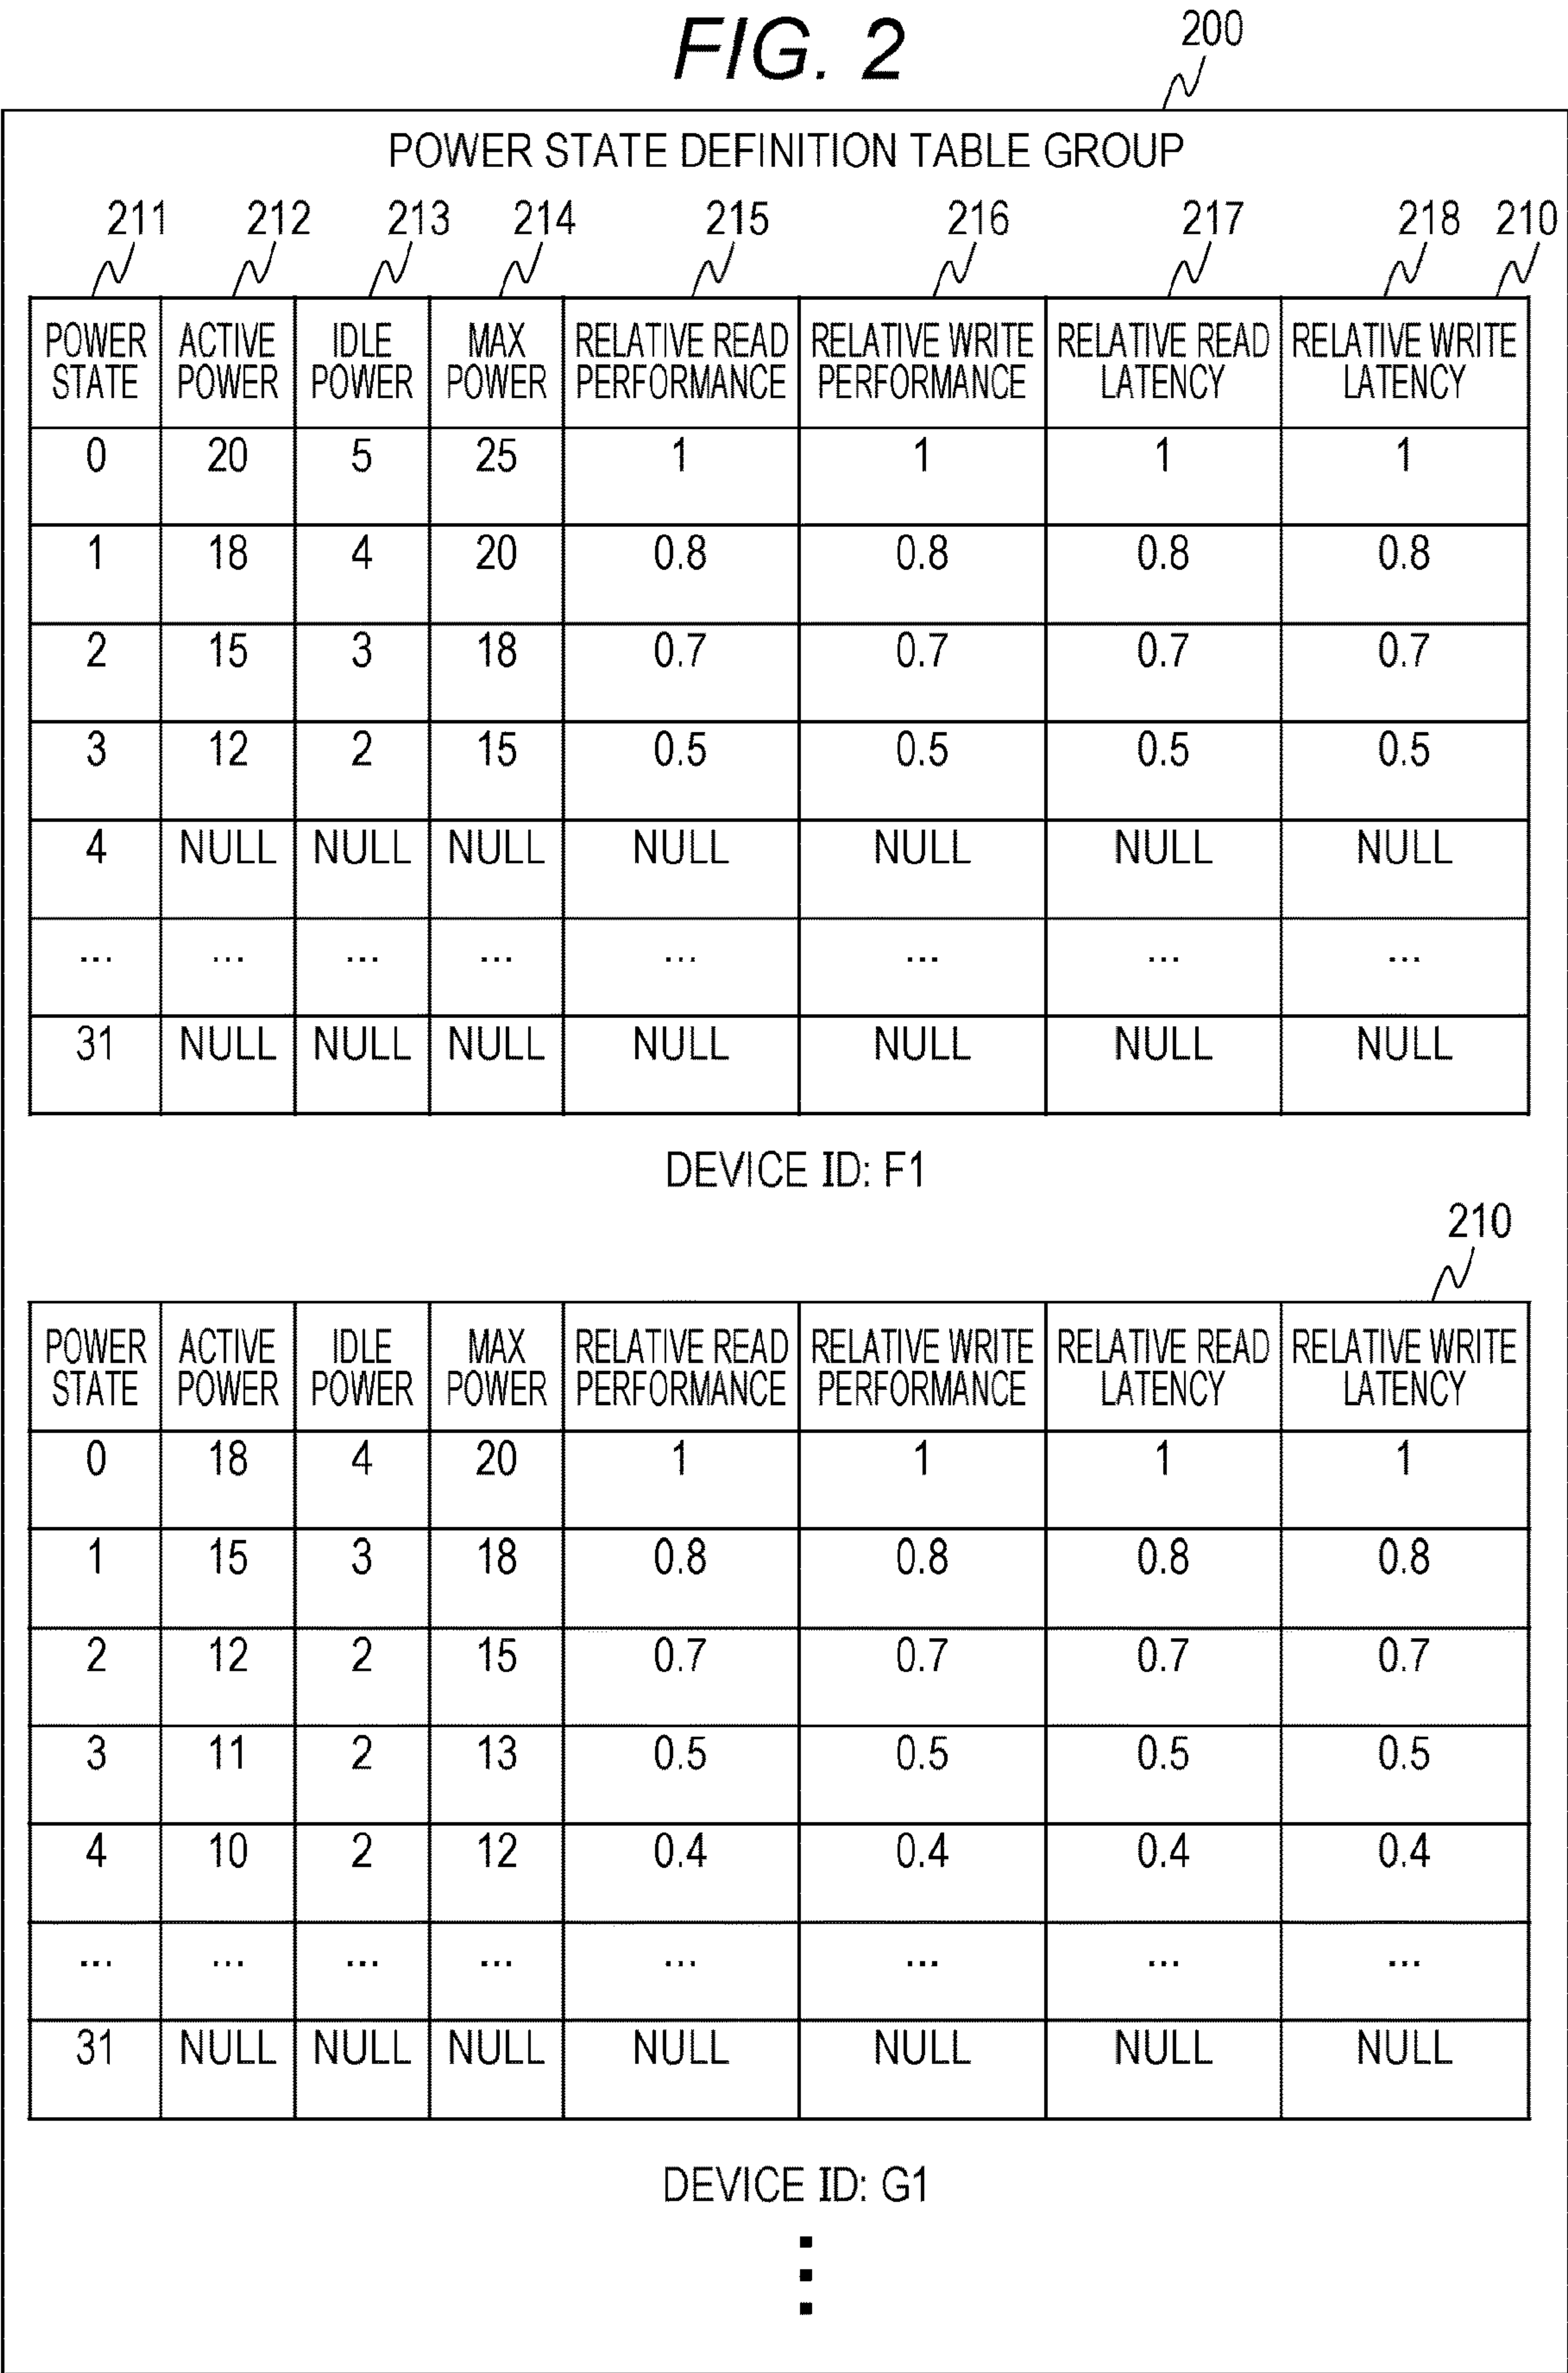 FIG. 2
200
POWER STATE DEFINITION TABLE GROUP
211 212 213 214 215 216 217 218 210
POWER STATE ACTIVE POWER IDLE POWER MAX POWER RELATIVE READ PERFORMANCE RELATIVE WRITE PERFORMANCE RELATIVE READ LATENCY RELATIVE WRITE LATENCY
0 20 5 25 1 1 1 1
1 18 4 20 0.8 0.8 0.8 0.8
2 15 3 18 0.7 0.7 0.7 0.7
3 12 2 15 0.5 0.5 0.5 0.5
4 NULL NULL NULL NULL NULL NULL NULL
... ... ... ... ... ... ... ...
31 NULL NULL NULL NULL NULL NULL NULL
DEVICE ID: F1
210
POWER STATE ACTIVE POWER IDLE POWER MAX POWER RELATIVE READ PERFORMANCE RELATIVE WRITE PERFORMANCE RELATIVE READ LATENCY RELATIVE WRITE LATENCY
0 18 4 20 1 1 1 1
1 15 3 18 0.8 0.8 0.8 0.8
2 12 2 15 0.7 0.7 0.7 0.7
3 11 2 13 0.5 0.5 0.5 0.5
4 10 2 12 0.4 0.4 0.4 0.4
... ... ... ... ... ... ... ...
31 NULL NULL NULL NULL NULL NULL NULL
DEVICE ID: G1